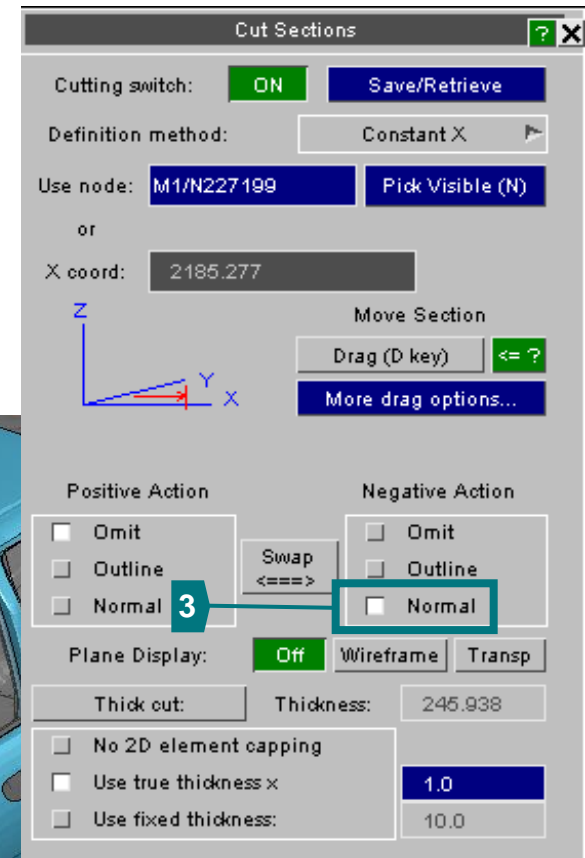 Cut Sections ? X
Cutting switch: ON Save/Retrieve
Definition method: Constant X
Use node: M1/N227199 Pick Visible (N)
or
X coord: 2185.277
Z
Y
X
Move Section
Drag (D key) <= ?
More drag options...
Positive Action Negative Action
Omit Omit
Outline Swap Outline
<===>
Normal 3 Normal
Plane Display: Off Wireframe Transp
Thick cut: Thickness: 245.938
No 2D element capping
Use true thickness x 1.0
Use fixed thickness: 10.0